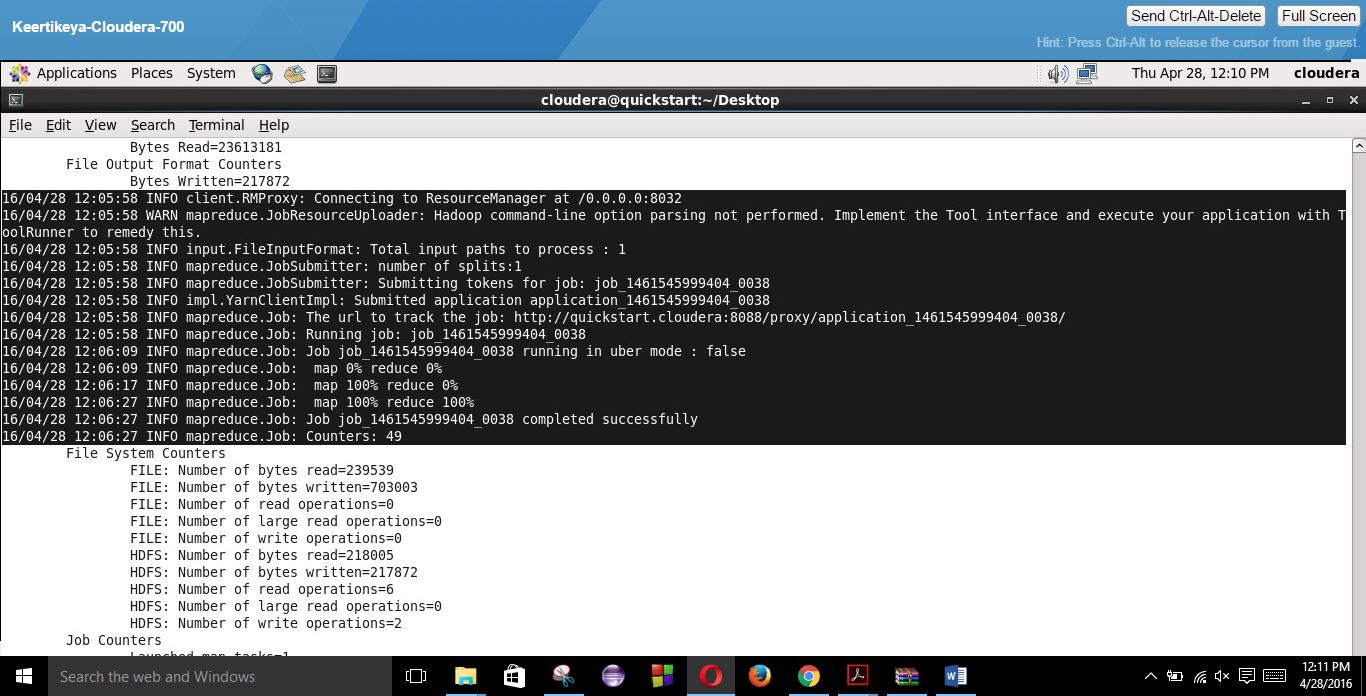 Keertikeya-Cloudera-700
Send Ctrl-Alt-Delete
Full Screen
Hint: Press Ctrl-Alt to release the cursor from the guest.
Applications Places System
Thu Apr 28, 12:10 PM cloudera
cloudera@quickstart:~/Desktop
File Edit View Search Terminal Help
Bytes Read=23613181
File Output Format Counters
Bytes Written=217872
16/04/28 12:05:58 INFO client.RMProxy: Connecting to ResourceManager at /0.0.0.0:8032
16/04/28 12:05:58 WARN mapreduce.JobResourceUploader: Hadoop command-line option parsing not performed. Implement the Tool interface and execute your application with T
oolRunner to remedy this.
16/04/28 12:05:58 INFO input.FileInputFormat: Total input paths to process : 1
16/04/28 12:05:58 INFO mapreduce.JobSubmitter: number of splits:1
16/04/28 12:05:58 INFO mapreduce.JobSubmitter: Submitting tokens for job: job_1461545999404_0038
16/04/28 12:05:58 INFO impl.YarnClientImpl: Submitted application application_1461545999404_0038
16/04/28 12:05:58 INFO mapreduce.Job: The url to track the job: http://quickstart.cloudera:8088/proxy/application_1461545999404_0038/
16/04/28 12:05:58 INFO mapreduce.Job: Running job: job_1461545999404_0038
16/04/28 12:06:09 INFO mapreduce.Job: Job job_1461545999404_0038 running in uber mode : false
16/04/28 12:06:09 INFO mapreduce.Job:  map 0% reduce 0%
16/04/28 12:06:17 INFO mapreduce.Job:  map 100% reduce 0%
16/04/28 12:06:27 INFO mapreduce.Job:  map 100% reduce 100%
16/04/28 12:06:27 INFO mapreduce.Job: Job job_1461545999404_0038 completed successfully
16/04/28 12:06:27 INFO mapreduce.Job: Counters: 49
File System Counters
FILE: Number of bytes read=239539
FILE: Number of bytes written=703003
FILE: Number of read operations=0
FILE: Number of large read operations=0
FILE: Number of write operations=0
HDFS: Number of bytes read=218005
HDFS: Number of bytes written=217872
HDFS: Number of read operations=6
HDFS: Number of large read operations=0
HDFS: Number of write operations=2
Job Counters
Launched map tasks=1
Search the web and Windows
12:11 PM
4/28/2016